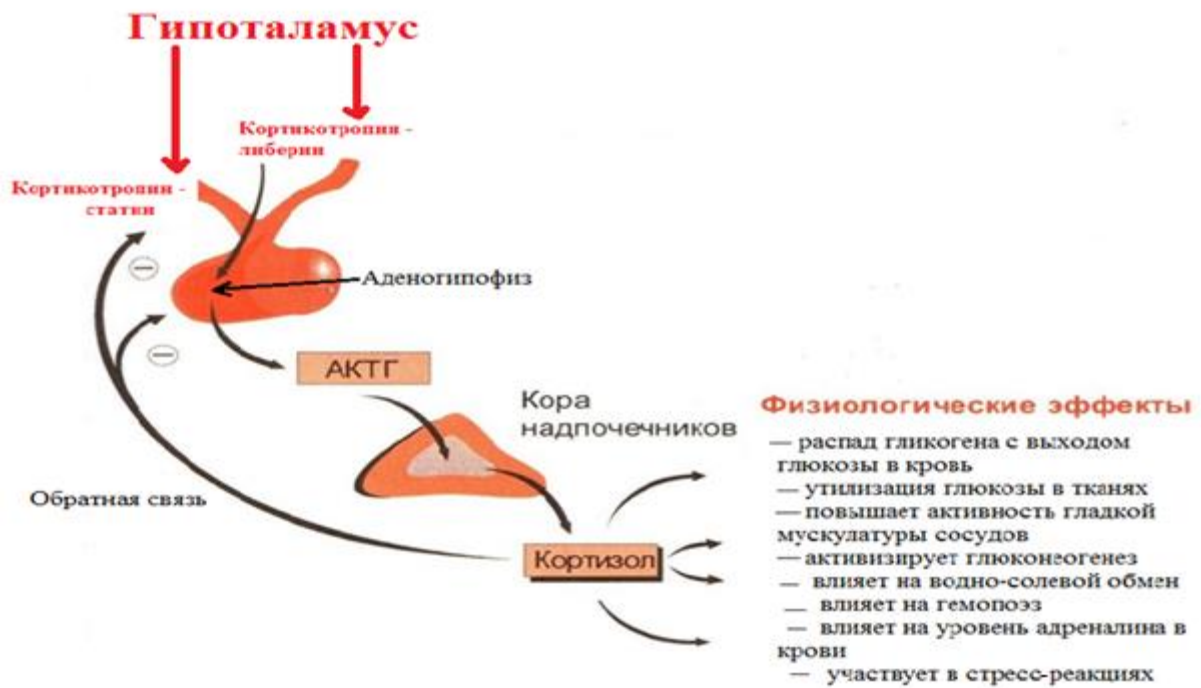 Гипоталамус
Кортикотропин -
либерин
Кортикотропин -
статин
Аденогипофиз
АКТГ
Кора
надпочечников
Обратная связь
Кортизол
Физиологические эффекты
— распад гликогена с выходом
глюкозы в кровь
— утилизация глюкозы в тканях
— повышает активность гладкой
мускулатуры сосудов
—активизирует глюконеогенез
— влияет на водно-солевой обмен
— влияет на гемопоэз
— влияет на уровень адреналина в
крови
— участвует в стресс-реакциях